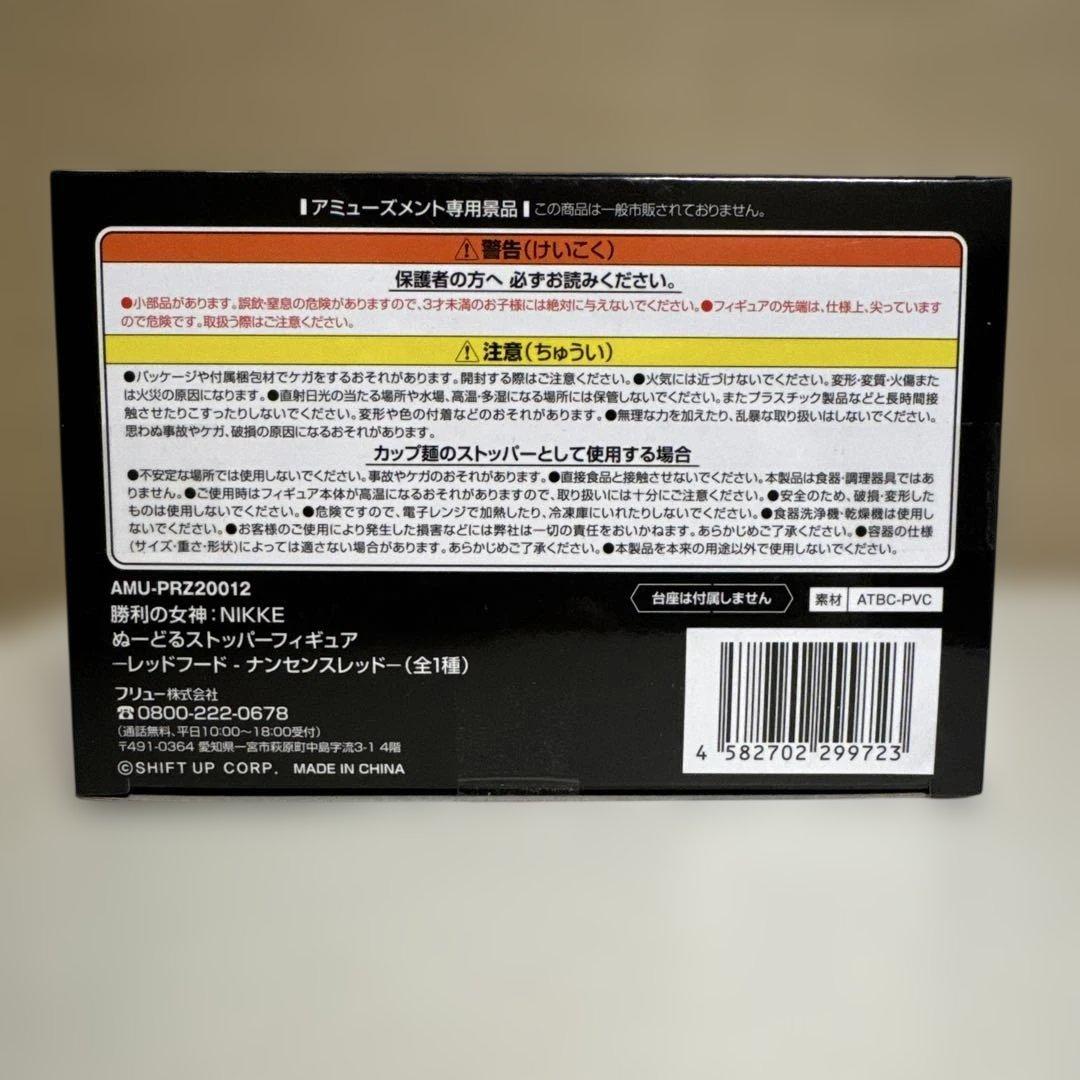 アミューズメント専用景品 この商品は一般市販されておりません。
⚠警告(けいこく)
保護者の方へ 必ずお読みください。
●小部品があります。誤飲・窒息の危険がありますので、3才未満のお子様には絶対に与えないでください。●フィギュアの先端は、仕様上、尖っています
ので危険です。取扱う際はご注意ください。
⚠注意(ちゅうい)
●パッケージや付属梱包材でケガをするおそれがあります。開封する際はご注意ください。●火気には近づけないでください。変形・変質・火傷また
は火災の原因になります。●直射日光の当たる場所や水場、高温・多湿になる場所には保管しないでください。またプラスチック製品などと長時間接
触させたりこすったりしないでください。変形や色の付着などのおそれがあります。●無理な力を加えたり、乱暴な取り扱いはしないでください。
思わぬ事故やケガ、破損の原因になるおそれがあります。
カップ麺のストッパーとして使用する場合
●不安定な場所では使用しないでください。事故やケガのおそれがあります。●直接食品と接触させないでください。本製品は食器・調理器具ではあ
りません。●ご使用時はフィギュア本体が高温になるおそれがありますので、取り扱いには十分にご注意ください。●安全のため、破損・変形した
ものは使用しないでください。●危険ですので、電子レンジで加熱したり、冷凍庫にいれたりしないでください。●食器洗浄機・乾燥機は使用し
ないでください。●お客様のご使用により発生した損害などには弊社は一切の責任をおいかねます。あらかじめご了承ください。●容器の仕様
(サイズ・重さ・形状)によっては適さない場合があります。あらかじめご了承ください。●本製品を本来の用途以外で使用しないでください。
AMU-PRZ20012
台座は付属しません 素材 ATBC-PVC
勝利の女神:NIKKE
ぬーどるストッパーフィギュア
ーレッドフード - ナンセンスレッドー(全1種)
フリュー株式会社
☎0800-222-0678
(通話無料、平日10:00〜18:00受付)
〒491-0364 愛知県一宮市萩原町中島字流3-1 4階
©SHIFT UP CORP. MADE IN CHINA
4 582702 299723